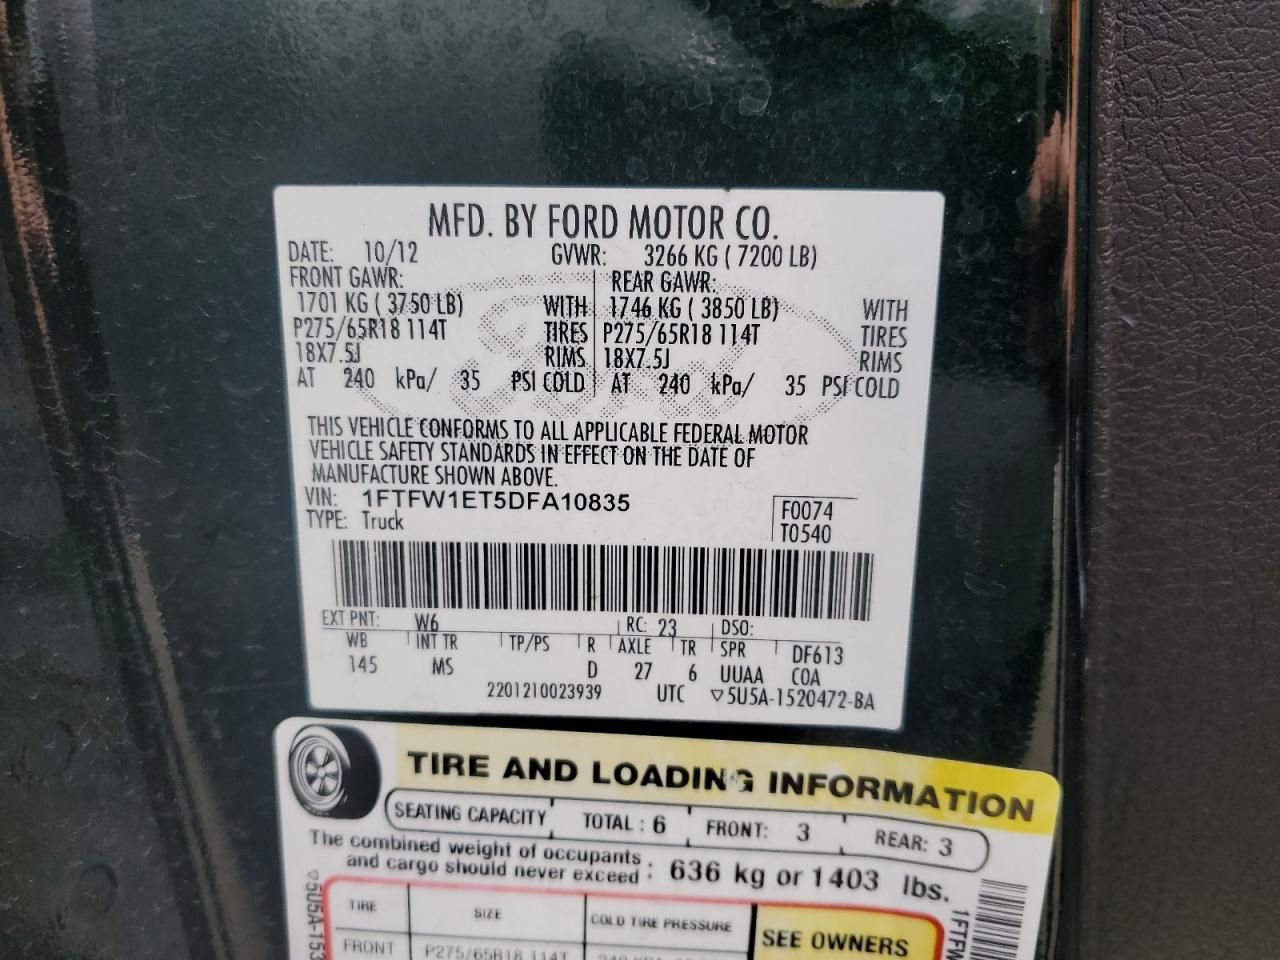 MFD. BY FORD MOTOR CO.
DATE: 10/12 GVWR: 3266 KG ( 7200 LB)
FRONT GAWR: REAR GAWR:
1701 KG ( 3750 LB) WITH 1746 KG ( 3850 LB) WITH
P275/65R18 114T TIRES P275/65R18 114T TIRES
18X7.5J RIMS 18X7.5J RIMS
AT 240 kPa/ 35 PSI COLD AT 240 kPa/ 35 PSI COLD
THIS VEHICLE CONFORMS TO ALL APPLICABLE FEDERAL MOTOR
VEHICLE SAFETY STANDARDS IN EFFECT ON THE DATE OF
MANUFACTURE SHOWN ABOVE.
VIN: 1FTFW1ET5DFA10835 F0074
TYPE: Truck T0540
EXT PNT: W6 RC: 23 DSO:
WB INT TR TP/PS R AXLE TR SPR DF613
145 MS D 27 6 UUAA COA
2201210023939 UTC ▽5U5A-1520472-BA
TIRE AND LOADING INFORMATION
SEATING CAPACITY TOTAL : 6 FRONT: 3 REAR: 3
The combined weight of occupants
and cargo should never exceed : 636 kg or 1403 lbs.
TIRE SIZE COLD TIRE PRESSURE SEE OWNERS
FRONT P275/65R18 114T
▽5U5A-153
1FTFW